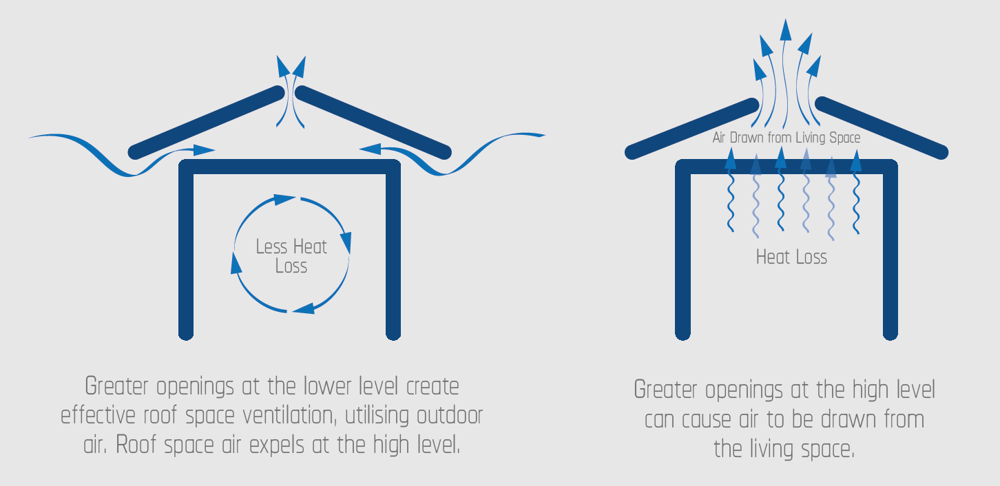 Less Heat
Loss
Greater openings at the lower level create
effective roof space ventilation, utilising outdoor
air. Roof space air expels at the high level.
Air Drawn from Living Space
Heat Loss
Greater openings at the high level
can cause air to be drawn from
the living space.